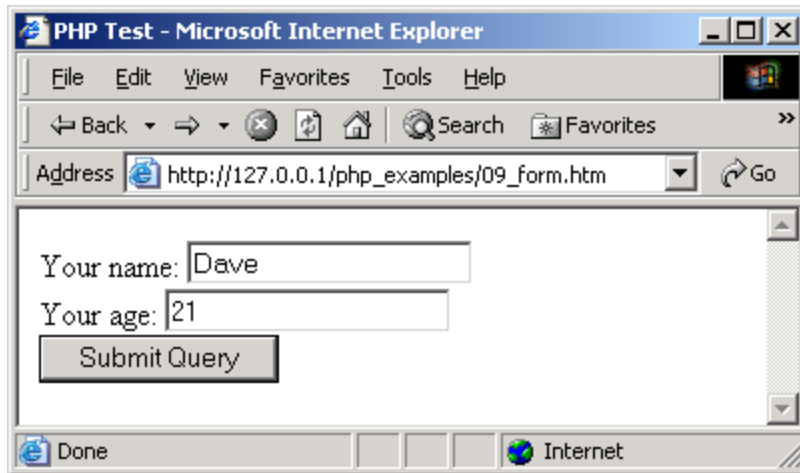 PHP Test - Microsoft Internet Explorer
File Edit View Favorites Tools Help
Back Search Favorites »
Address http://127.0.0.1/php_examples/09_form.htm Go
Your name: Dave
Your age: 21
Submit Query
Done Internet